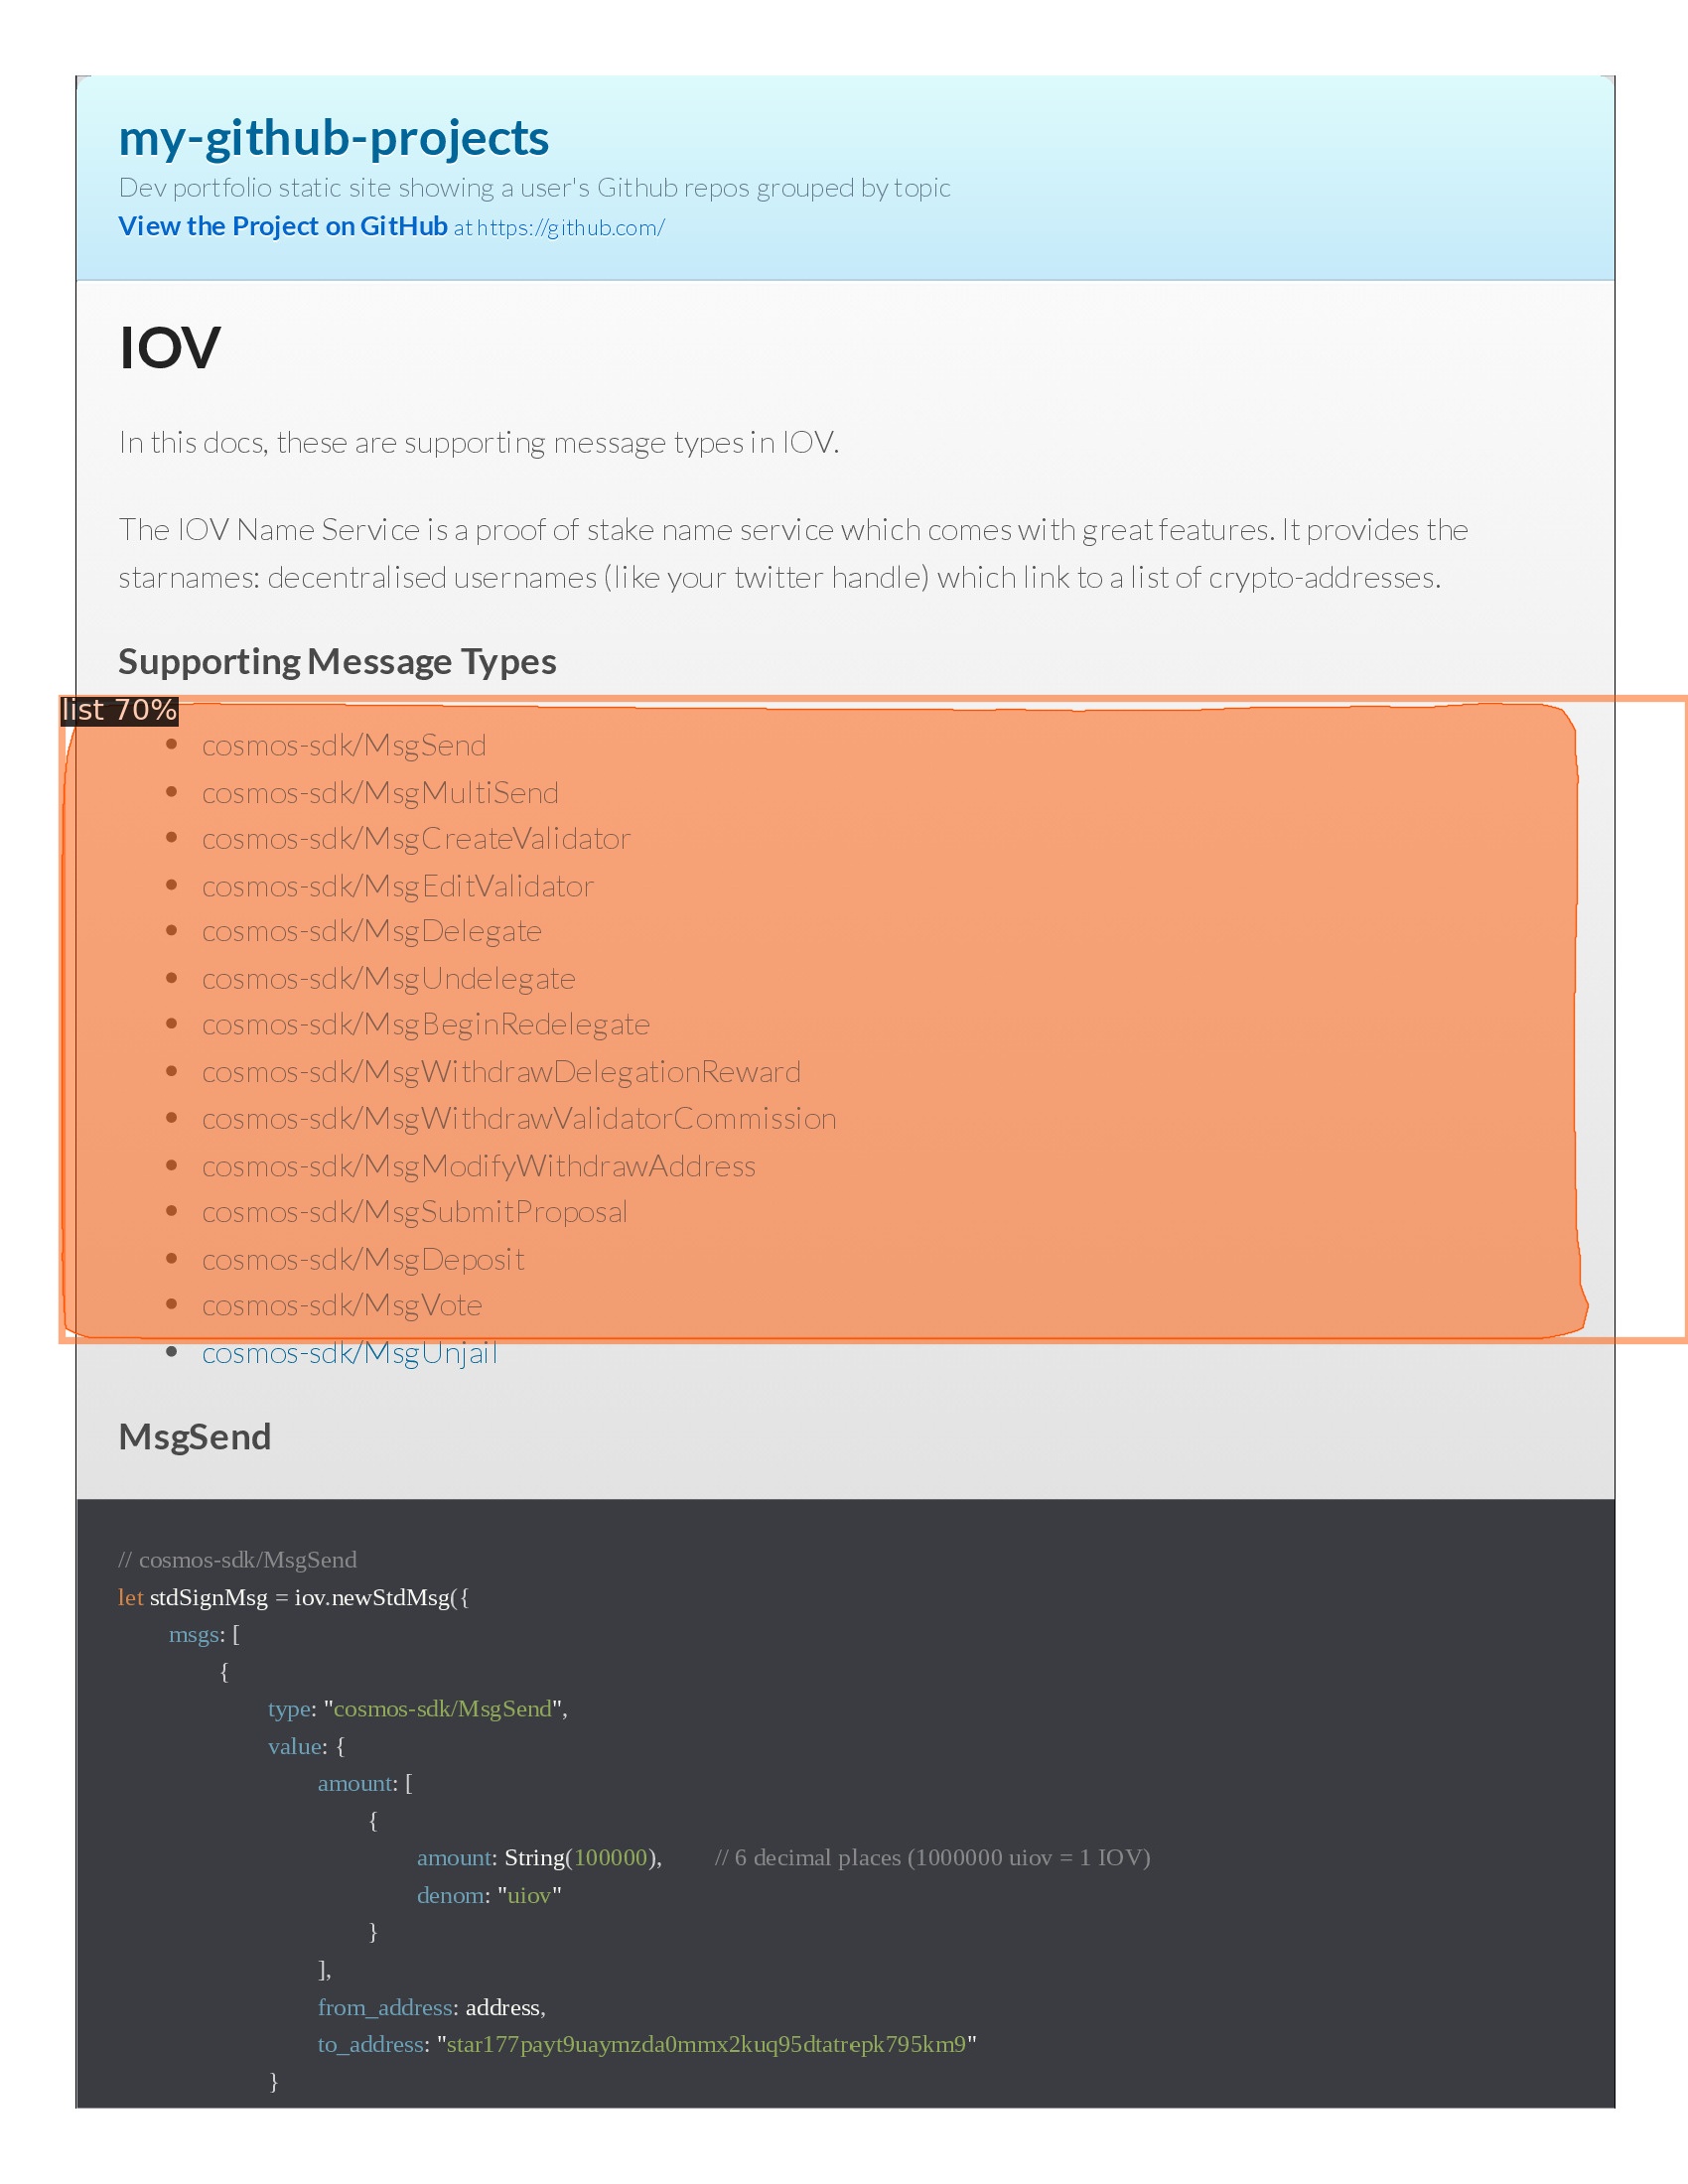 my-github-projects
Dev portfolio static site showing a user's Github repos grouped by topic
View the Project on GitHub at https://github.com/
IOV
In this docs, these are supporting message types in IOV.
The IOV Name Service is a proof of stake name service which comes with great features. It provides the
starnames: decentralised usernames (like your twitter handle) which link to a list of crypto-addresses.
Supporting Message Types
list 70%
• cosmos-sdk/MsgSend
• cosmos-sdk/MsgMultiSend
• cosmos-sdk/MsgCreateValidator
• cosmos-sdk/MsgEditValidator
• cosmos-sdk/MsgDelegate
• cosmos-sdk/MsgUndelegate
• cosmos-sdk/MsgBeginRedelegate
• cosmos-sdk/MsgWithdrawDelegationReward
• cosmos-sdk/MsgWithdrawValidatorCommission
• cosmos-sdk/MsgModifyWithdrawAddress
• cosmos-sdk/MsgSubmitProposal
• cosmos-sdk/MsgDeposit
• cosmos-sdk/MsgVote
• cosmos-sdk/MsgUnjail
MsgSend
// cosmos-sdk/MsgSend
let stdSignMsg = iov.newStdMsg({
msgs: [
{
type: "cosmos-sdk/MsgSend",
value: {
amount: [
{
amount: String(100000), // 6 decimal places (1000000 uiov = 1 IOV)
denom: "uiov"
}
],
from_address: address,
to_address: "star177payt9uaymzda0mmx2kuq95dtatrepk795km9"
}